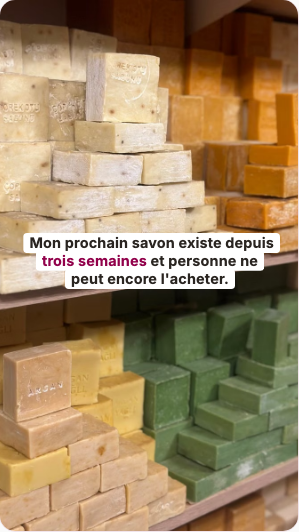 Mon prochain savon existe depuis
trois semaines et personne ne
peut encore l'acheter.